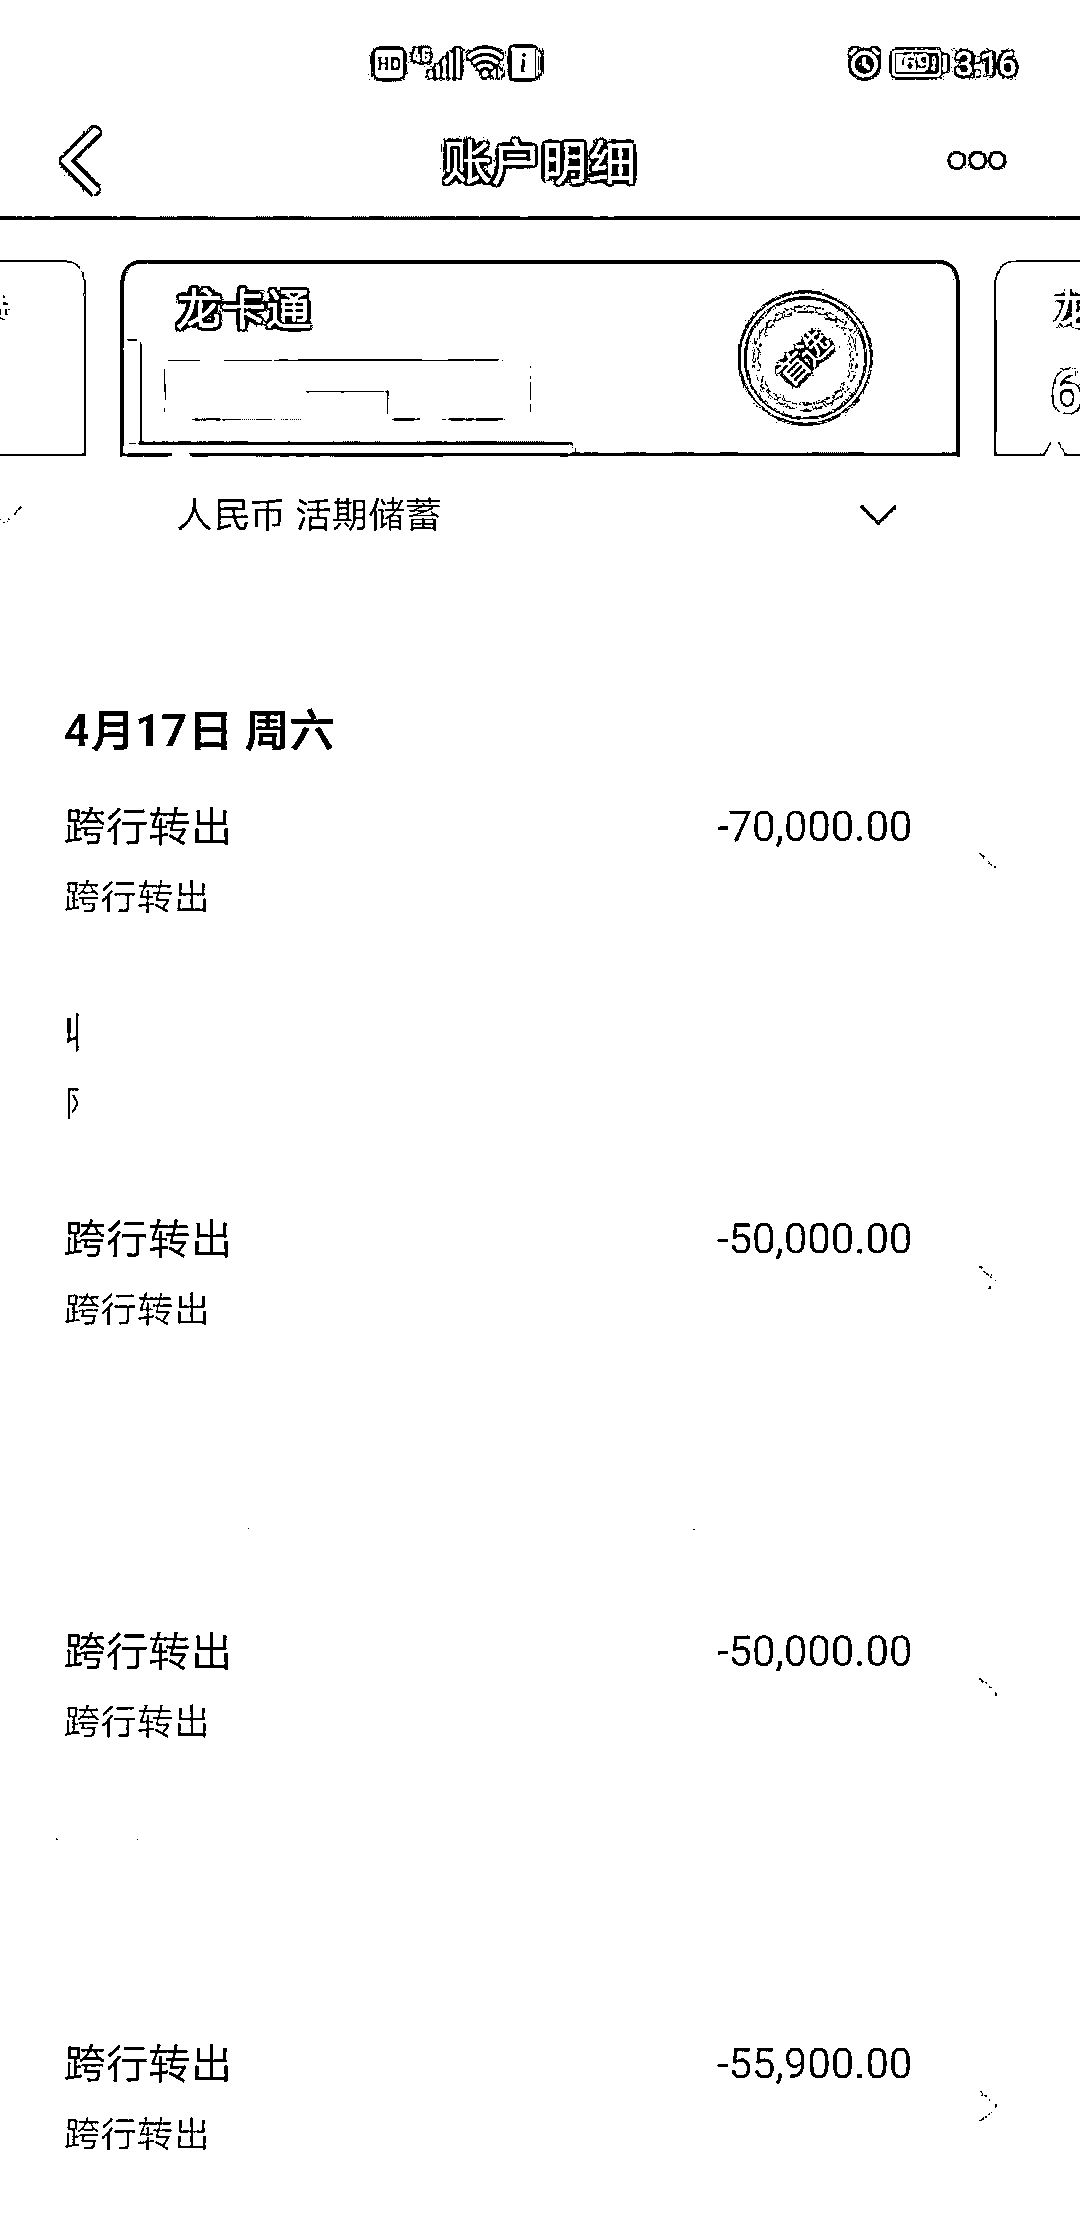 HD 4G 69 3:16
账户明细
龙卡通
首选
6
人民币 活期储蓄
4月17日 周六
跨行转出 -70,000.00
跨行转出
跨行转出 -50,000.00
跨行转出
跨行转出 -50,000.00
跨行转出
跨行转出 -55,900.00
跨行转出